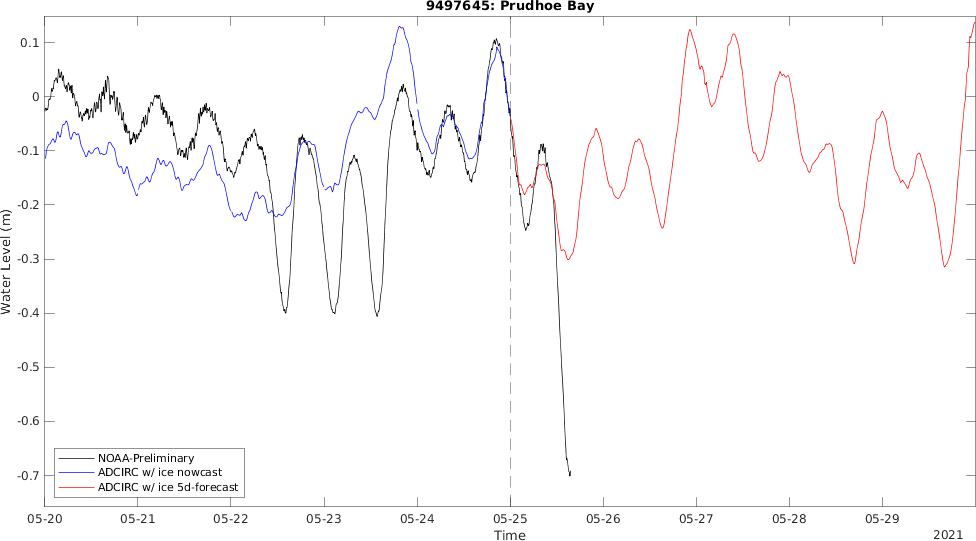 9497645: Prudhoe Bay
0.1
0
-0.1
-0.2
-0.3
-0.4
-0.5
-0.6
-0.7
Water Level (m)
NOAA-Preliminary
ADCIRC w/ ice nowcast
ADCIRC w/ ice 5d-forecast
05-20 05-21 05-22 05-23 05-24 05-25 05-26 05-27 05-28 05-29
Time
2021